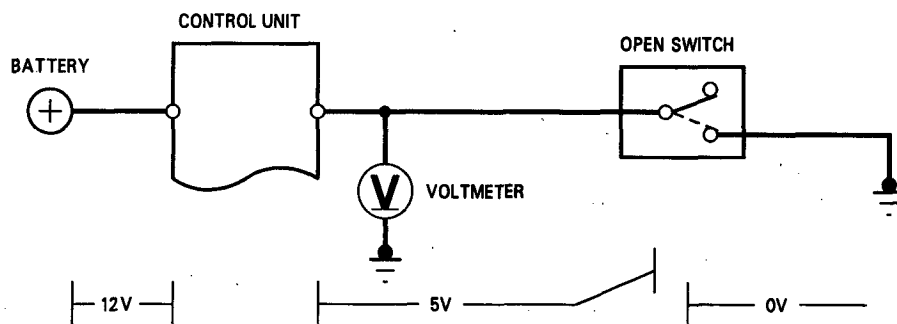 CONTROL UNIT
OPEN SWITCH
BATTERY
+
V
VOLTMETER
12V
5V
0V